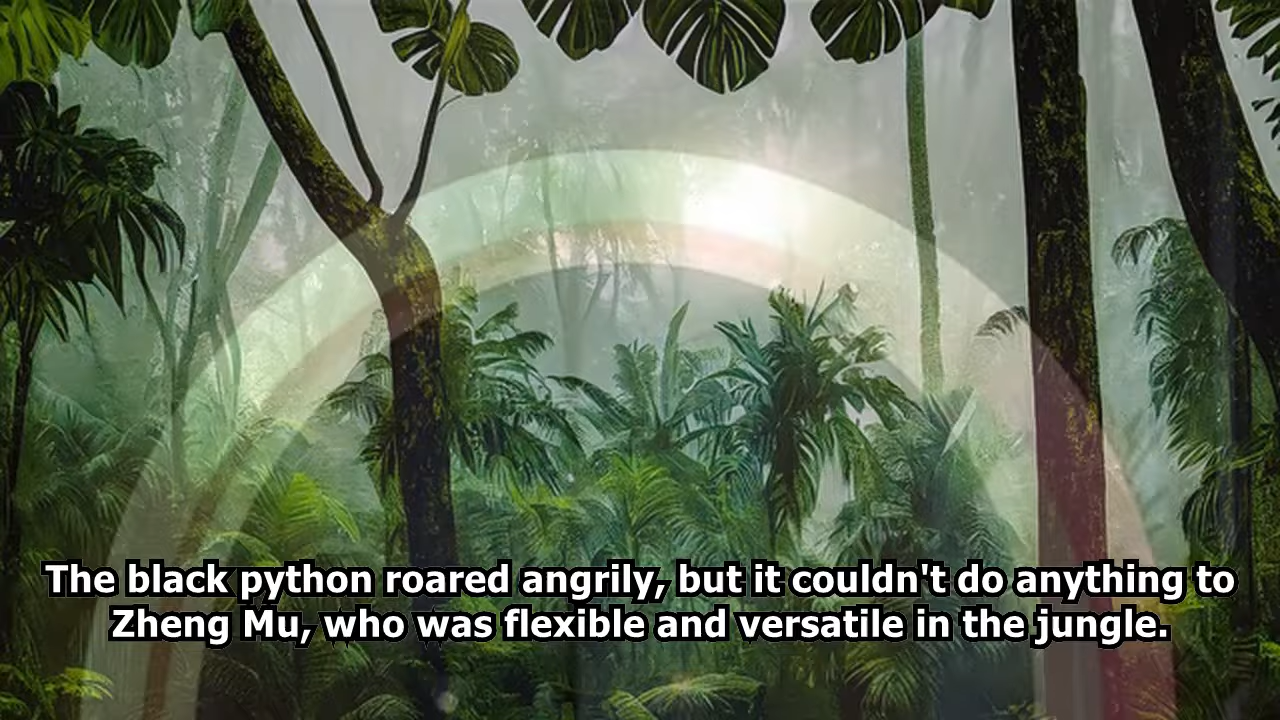 The black python roared angrily, but it couldn't do anything to
Zheng Mu, who was flexible and versatile in the jungle.